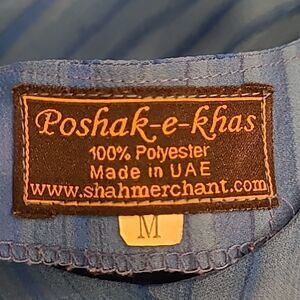 Poshak-e-khas
100% Polyester
Made in UAE
www.shahmerchant.com
M